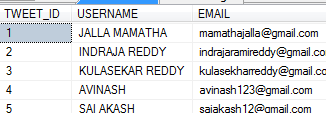 TWEET_ID USERNAME EMAIL
1 JALLA MAMATHA mamathajalla@gmail.com
2 INDRAJA REDDY indrajaramireddy@gmail.com
3 KULASEKAR REDDY kulasekhareddy@gmail.com
4 AVINASH avinash123@gmail.com
5 SAI AKASH saiakash12@gmail.com